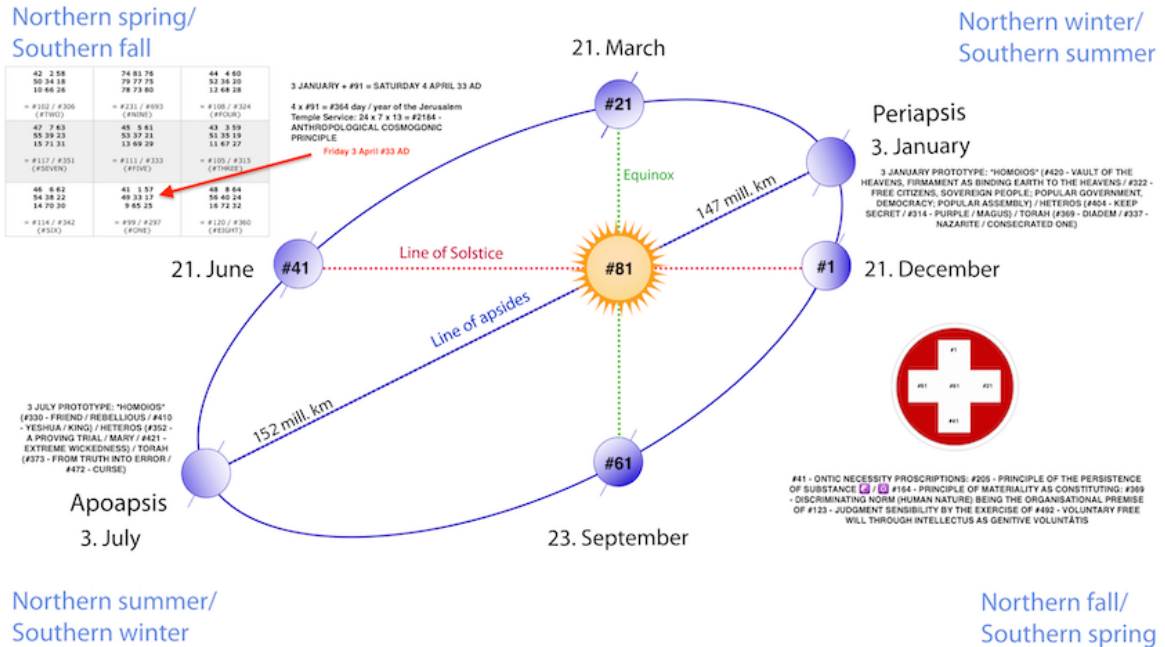 Northern spring/
Southern fall
Northern winter/
Southern summer
21. March
42 2 58
50 34 18
10 66 26
= #102 / #306
(#TWO)
74 81 76
79 77 75
78 73 80
= #231 / #693
(#NINE)
44 4 60
52 36 20
12 68 28
= #108 / #324
(#FOUR)
47 7 63
55 39 23
15 71 31
= #117 / #351
(#SEVEN)
45 5 61
53 37 21
13 69 29
= #111 / #333
(#FIVE)
43 3 59
51 35 19
11 67 27
= #105 / #315
(#THREE)
46 6 62
54 38 22
14 70 30
= #114 / #342
(#SIX)
41 1 57
49 33 17
9 65 25
= #99 / #297
(#ONE)
48 8 64
56 40 24
16 72 32
= #120 / #360
(#EIGHT)
3 JANUARY + #91 = SATURDAY 4 APRIL 33 AD
4 x #91 = #364 day / year of the Jerusalem
Temple Service: 24 x 7 x 13 = #2184 -
ANTHROPOLOGICAL COSMOGONIC
PRINCIPLE
Friday 3 April #33 AD
#21
Periapsis
3. January
3 JANUARY PROTOTYPE: "HOMOIOS" (#420 - VAULT OF THE
HEAVENS, FIRMAMENT AS BINDING EARTH TO THE HEAVENS / #322 -
FREE CITIZENS, SOVEREIGN PEOPLE; POPULAR GOVERNMENT,
DEMOCRACY; POPULAR ASSEMBLY) / HETEROS (#404 - KEEP
SECRET / #314 - PURPLE / MAGUS) / TORAH (#369 - DIADEM / #337 -
NAZARITE / CONSECRATED ONE)
Equinox
147 mill. km
21. June
#41
Line of Solstice
#81
#1
21. December
Line of apsides
152 mill. km
#1
#81
#21
#41
3 JULY PROTOTYPE: "HOMOIOS"
(#330 - FRIEND / REBELLIOUS / #410
- YESHUA / KING) / HETEROS (#352 -
A PROVING TRIAL / MARY / #421 -
EXTREME WICKEDNESS) / TORAH
(#373 - FROM TRUTH INTO ERROR /
#472 - CURSE)
Apoapsis
3. July
#61
23. September
#41 - ONTIC NECESSITY PROSCRIPTIONS: #205 - PRINCIPLE OF THE PERSISTENCE
OF SUBSTANCE / #164 - PRINCIPLE OF MATERIALITY AS CONSTITUTING: #369
- DISCRIMINATING NORM (HUMAN NATURE) BEING THE ORGANISATIONAL PREMISE
OF #123 - JUDGMENT SENSIBILITY BY THE EXERCISE OF #492 - VOLUNTARY FREE
WILL THROUGH INTELLECTUS AS GENITIVE VOLUNTĀTIS
Northern summer/
Southern winter
Northern fall/
Southern spring